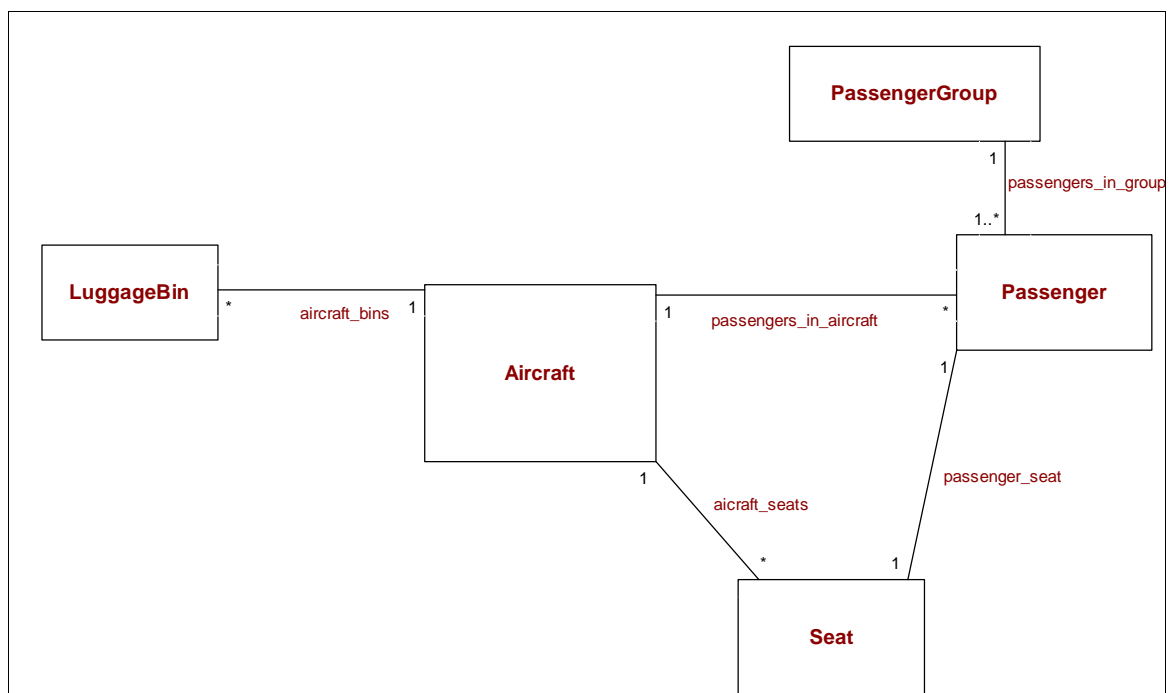 PassengerGroup
1
passengers_in_group
1..*
LuggageBin
Passenger
*
aircraft_bins
1
1
passengers_in_aircraft
*
Aircraft
1
1
passenger_seat
aicraft_seats
*
1
Seat